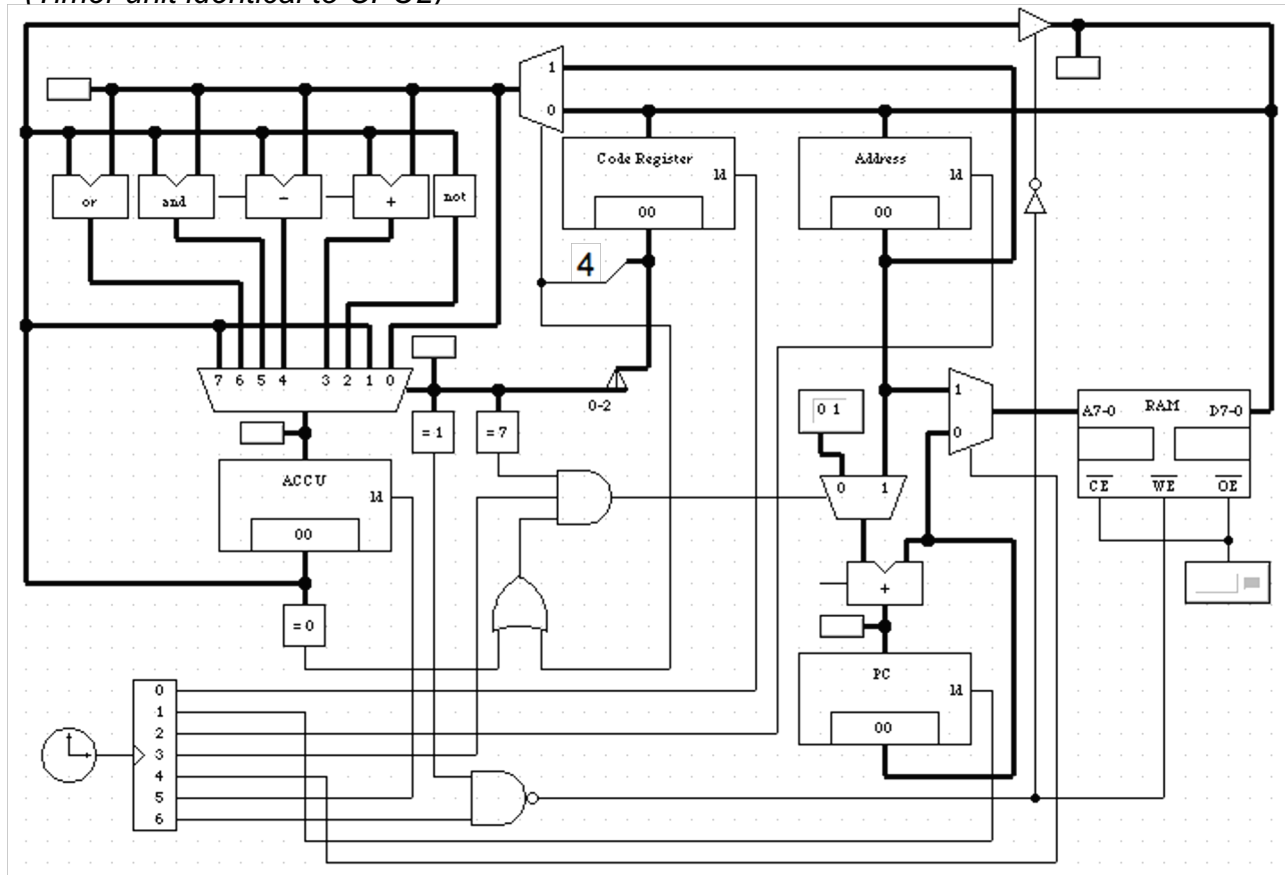 (Timer unit identical to CPU2)
1
0
Code Register
ld
00
Address
ld
00
or
and
-
+
not
4
7 6 5 4 3 2 1 0
0-2
= 1
= 7
0 1
1
0
A7-0 RAM D7-0
CE WE OE
ACCU
ld
00
0 1
+
= 0
PC
ld
00
0
1
2
3
4
5
6